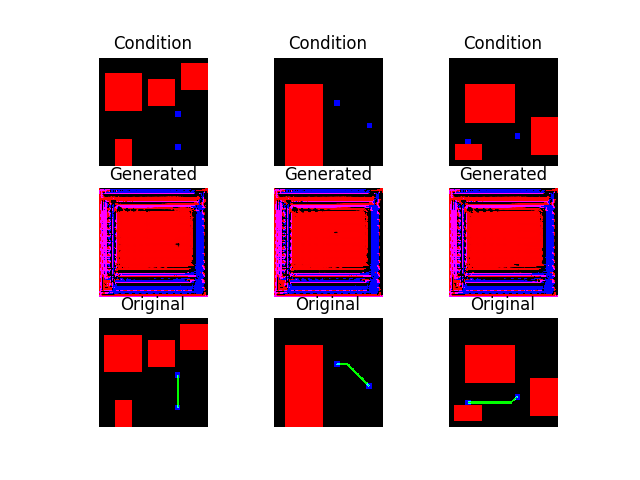 Condition Condition Condition
Generated Generated Generated
Original Original Original